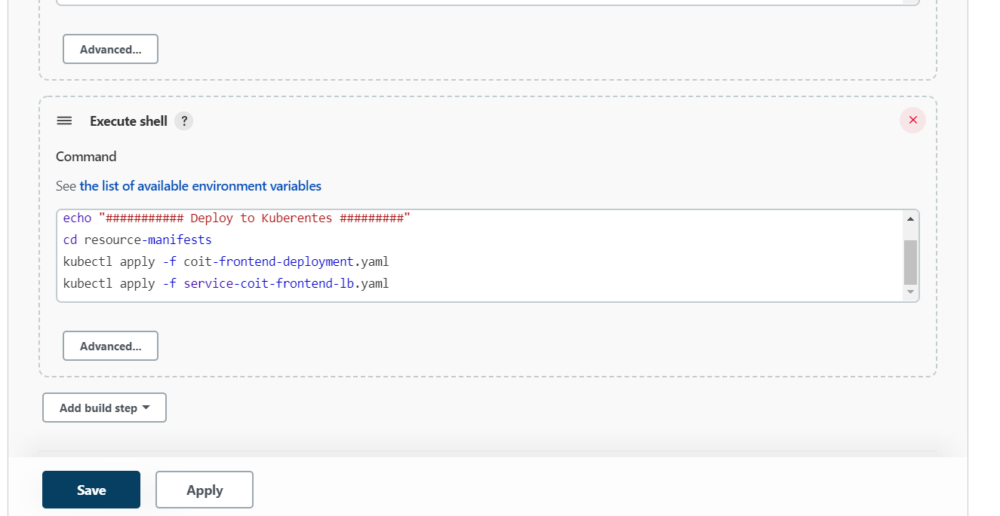 Advanced...
Execute shell ?
Command
See the list of available environment variables
echo "########### Deploy to Kuberentes #########"
cd resource-manifests
kubectl apply -f coit-frontend-deployment.yaml
kubectl apply -f service-coit-frontend-lb.yaml
Advanced...
Add build step
Save Apply